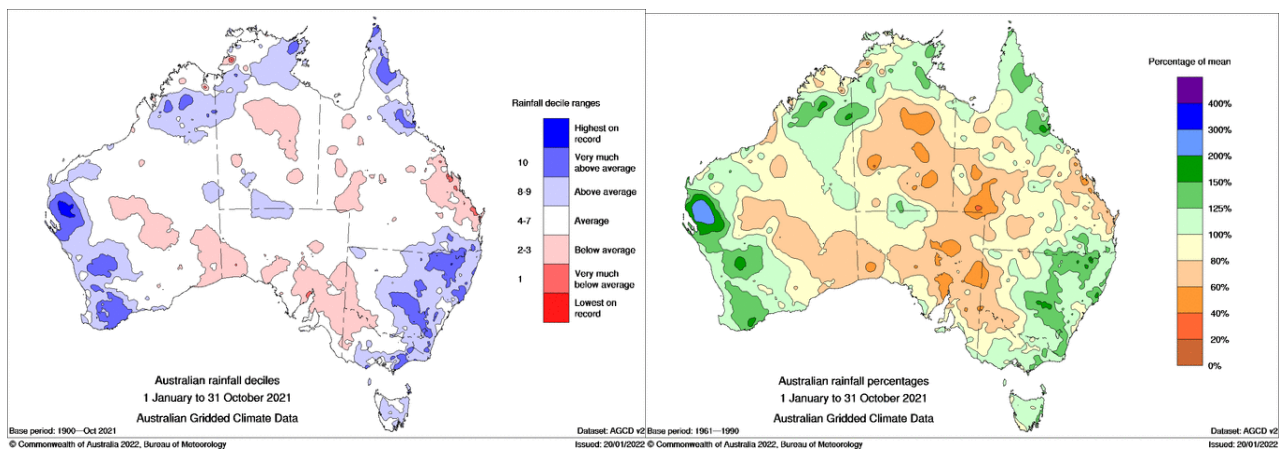 Rainfall decile ranges
Highest on
record
10
Very much
above average
8-9
Above average
4-7
Average
2-3
Below average
1
Very much
below average
Lowest on
record
Australian rainfall deciles
1 January to 31 October 2021
Australian Gridded Climate Data
Base period: 1900—Oct 2021
Dataset: AGCD v2
© Commonwealth of Australia 2022, Bureau of Meteorology
Issued: 20/01/2022
Percentage of mean
400%
300%
200%
150%
125%
100%
80%
60%
40%
20%
0%
Australian rainfall percentages
1 January to 31 October 2021
Australian Gridded Climate Data
Base period: 1961—1990
Dataset: AGCD v2
© Commonwealth of Australia 2022, Bureau of Meteorology
Issued: 20/01/2022